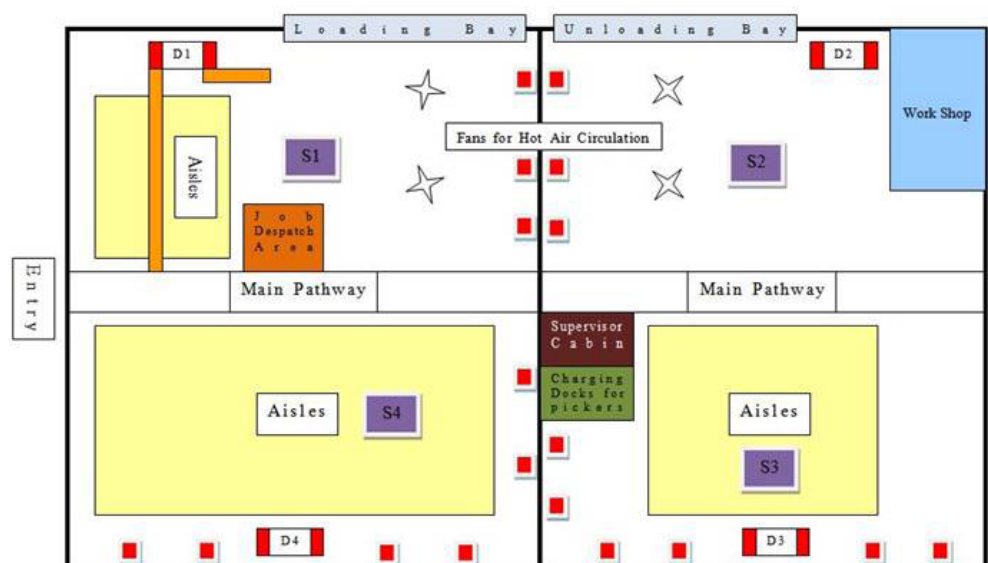 Loading Bay
Unloading Bay
D1
D2
Work Shop
Fans for Hot Air Circulation
Aisles
S1
S2
Job
Despatch
Area
Entry
Main Pathway
Main Pathway
Supervisor
Cabin
Charging
Docks for
pickers
Aisles
S4
Aisles
S3
D4
D3